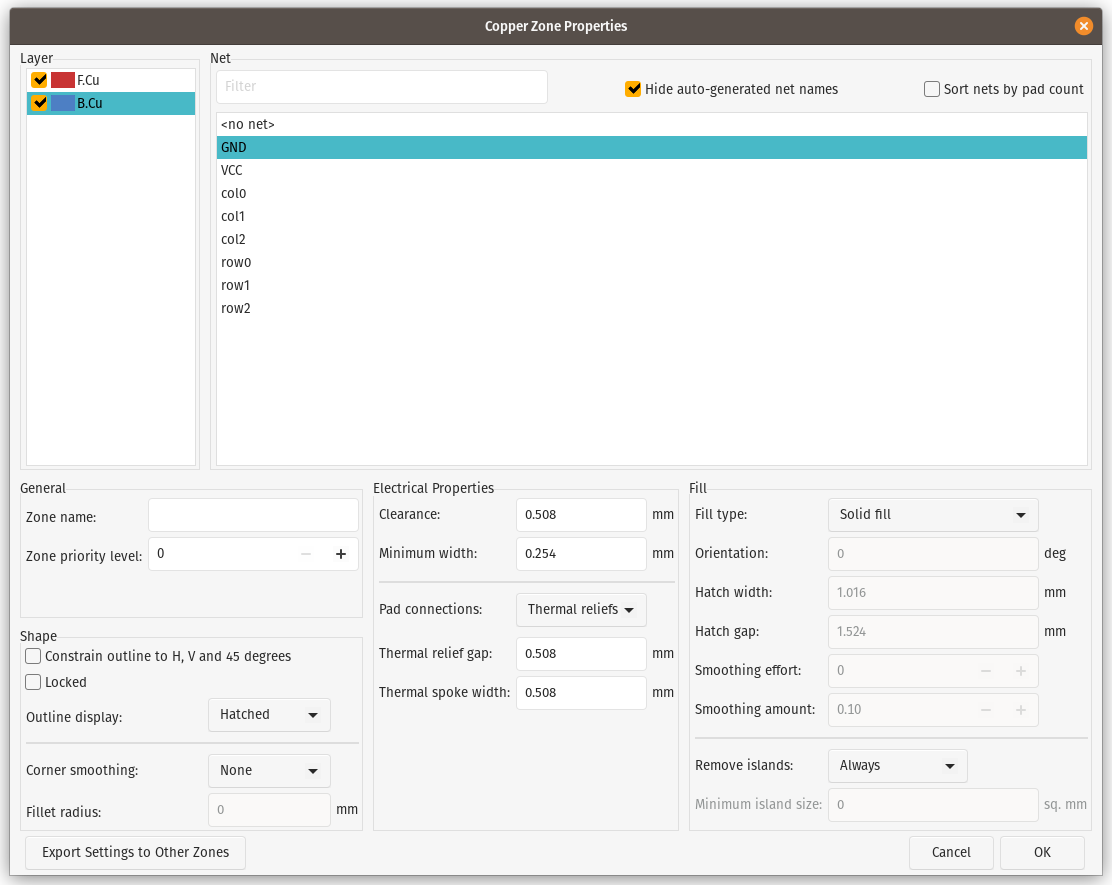 Copper Zone Properties
Layer
F.Cu
B.Cu
Net
Filter
Hide auto-generated net names
Sort nets by pad count
<no net>
GND
VCC
col0
col1
col2
row0
row1
row2
General
Zone name:
Zone priority level: 0
Shape
Constrain outline to H, V and 45 degrees
Locked
Outline display: Hatched
Corner smoothing: None
Fillet radius: 0 mm
Electrical Properties
Clearance: 0.508 mm
Minimum width: 0.254 mm
Pad connections: Thermal reliefs
Thermal relief gap: 0.508 mm
Thermal spoke width: 0.508 mm
Fill
Fill type: Solid fill
Orientation: 0 deg
Hatch width: 1.016 mm
Hatch gap: 1.524 mm
Smoothing effort: 0
Smoothing amount: 0.10
Remove islands: Always
Minimum island size: 0 sq. mm
Export Settings to Other Zones
Cancel
OK